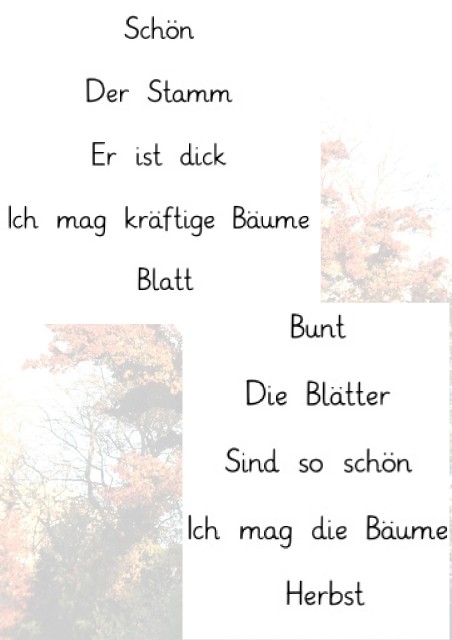 Schön
Der Stamm
Er ist dick
Ich mag kräftige Bäume
Blatt
Bunt
Die Blätter
Sind so schön
Ich mag die Bäume
Herbst